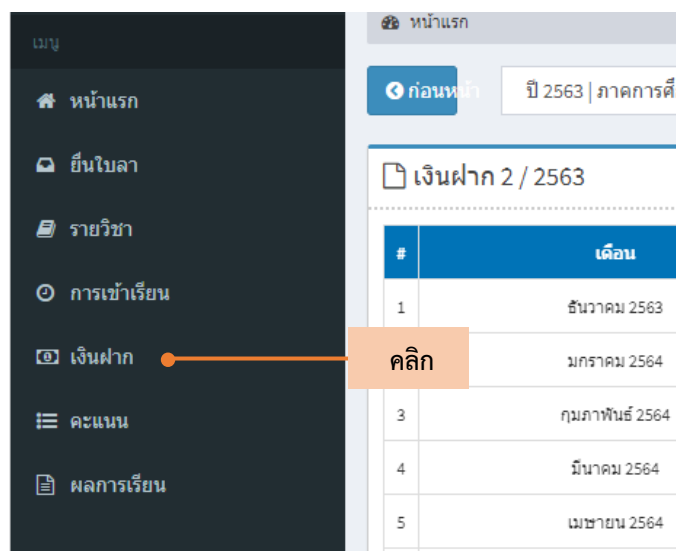 เมนู
หน้าแรก
ยื่นใบลา
รายวิชา
การเข้าเรียน
เงินฝาก
คะแนน
ผลการเรียน
คลิก
หน้าแรก
ก่อนหน้า
ปี 2563 | ภาคการศึ
เงินฝาก 2 / 2563
# เดือน
1 ธันวาคม 2563
มกราคม 2564
3 กุมภาพันธ์ 2564
4 มีนาคม 2564
5 เมษายน 2564